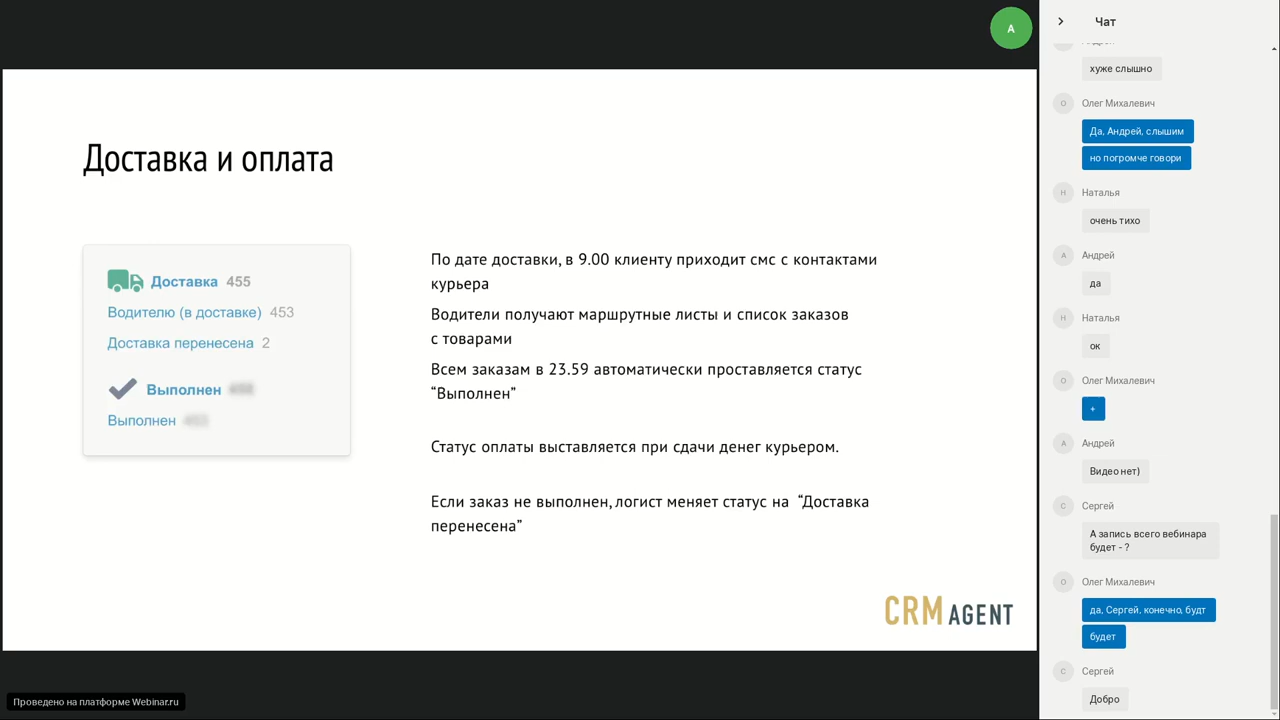 А
Доставка и оплата
Доставка 455
Водителю (в доставке) 453
Доставка перенесена 2
Выполнен
Выполнен
По дате доставки, в 9.00 клиенту приходит смс с контактами
курьера
Водители получают маршрутные листы и список заказов
с товарами
Всем заказам в 23.59 автоматически проставляется статус
“Выполнен”
Статус оплаты выставляется при сдачи денег курьером.
Если заказ не выполнен, логист меняет статус на “Доставка
перенесена”
CRM AGENT
Проведено на платформе Webinar.ru
Чат
хуже слышно
О Олег Михалевич
Да, Андрей, слышим
но погромче говори
Н Наталья
очень тихо
А Андрей
да
Н Наталья
ок
О Олег Михалевич
+
А Андрей
Видео нет)
С Сергей
А запись всего вебинара
будет - ?
О Олег Михалевич
да, Сергей, конечно, будт
будет
С Сергей
Добро